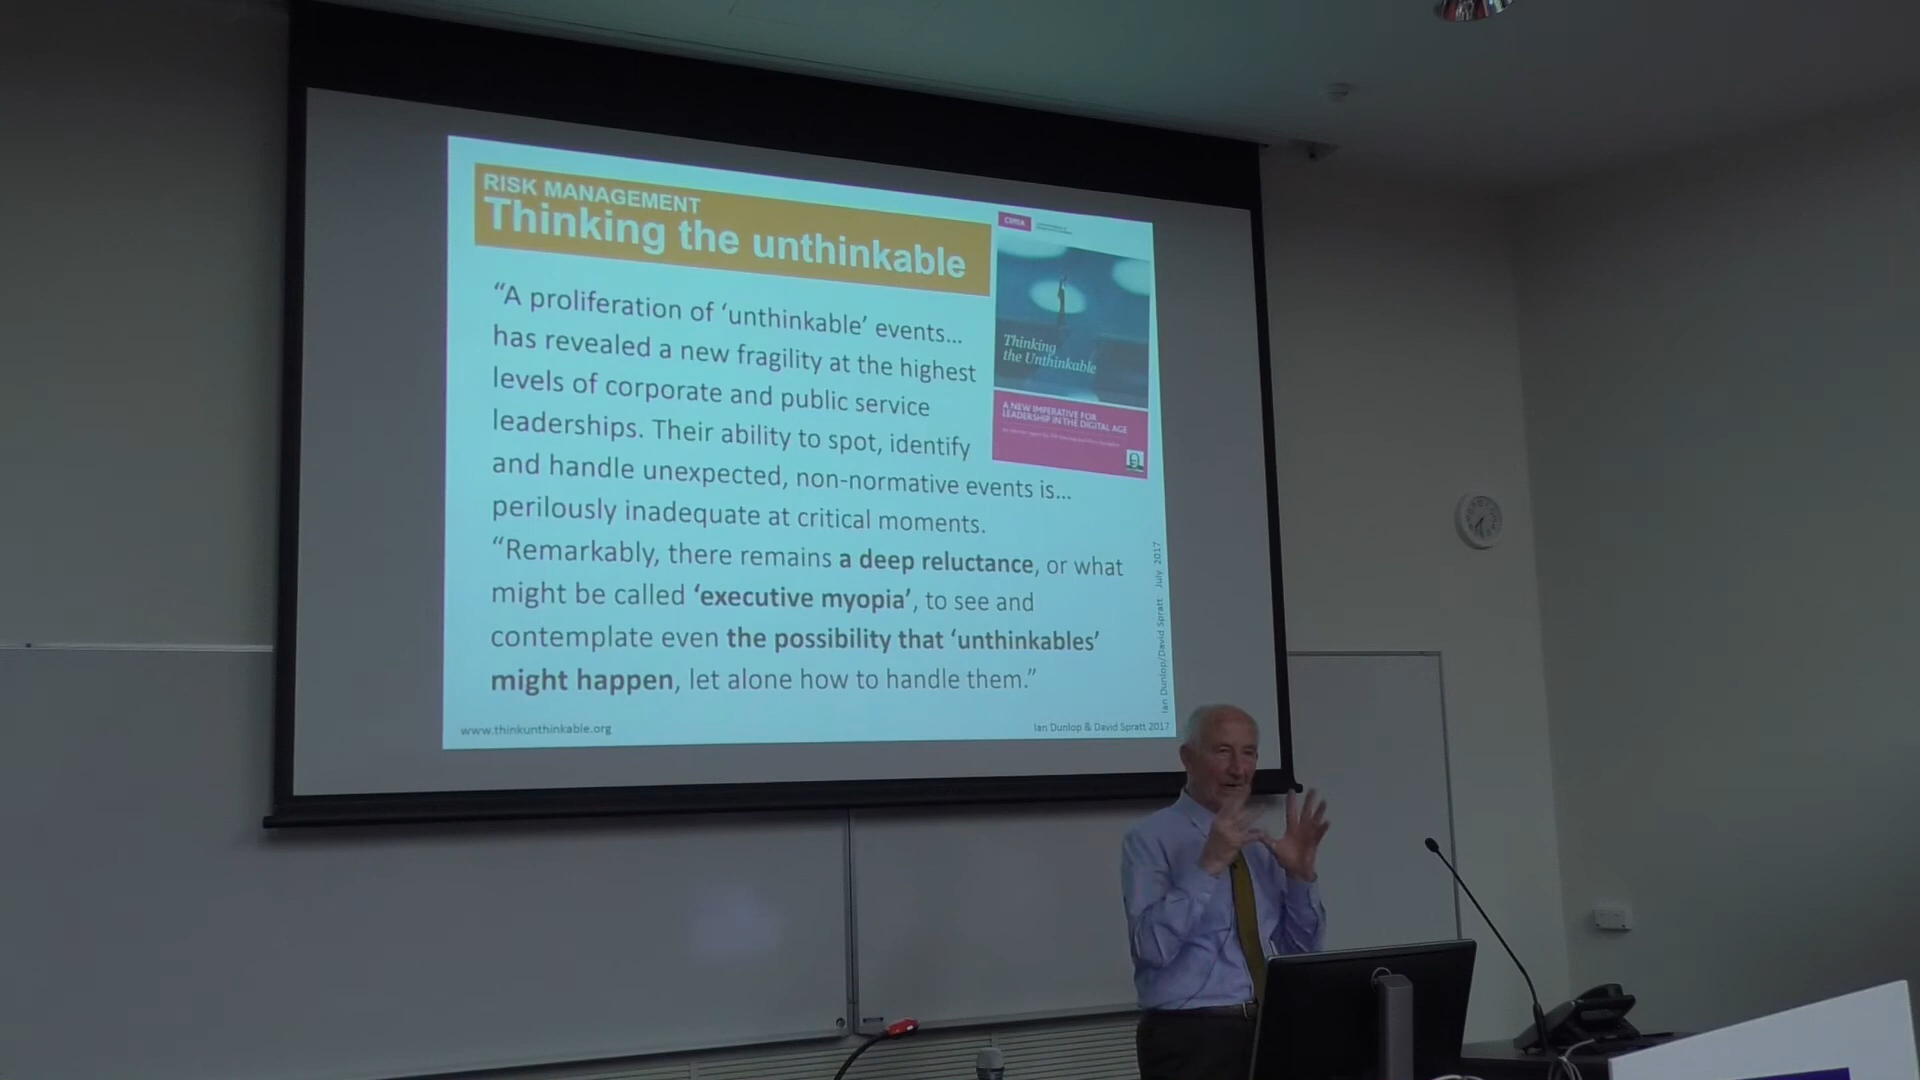 RISK MANAGEMENT
Thinking the unthinkable
“A proliferation of ‘unthinkable’ events...
has revealed a new fragility at the highest
levels of corporate and public service
leaderships. Their ability to spot, identify
and handle unexpected, non-normative events is...
perilously inadequate at critical moments.
“Remarkably, there remains a deep reluctance, or what
might be called ‘executive myopia’, to see and
contemplate even the possibility that ‘unthinkables’
might happen, let alone how to handle them.”
CIMA
Thinking
the Unthinkable
A NEW IMPERATIVE FOR
LEADERSHIP IN THE DIGITAL AGE
Ian Dunlop/David Spratt July 2017
www.thinkunthinkable.org
Ian Dunlop & David Spratt 2017